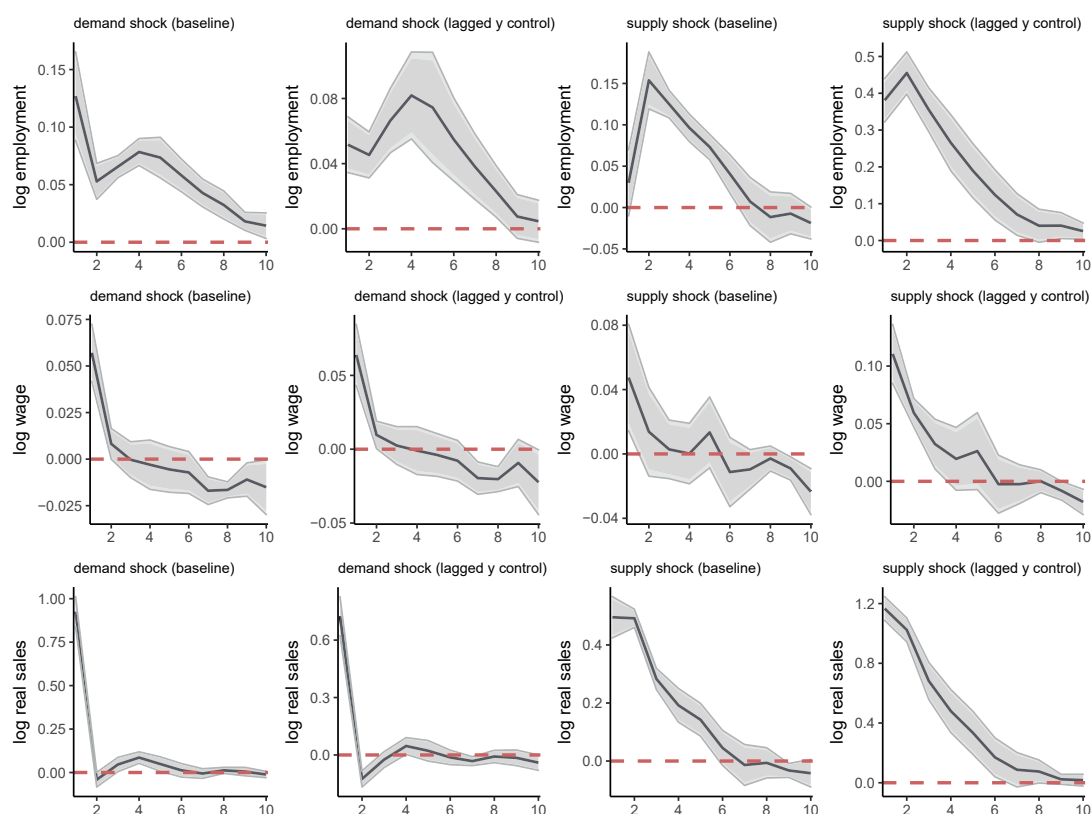 demand shock (baseline)
demand shock (lagged y control)
supply shock (baseline)
supply shock (lagged y control)
log employment
0.15
0.10
0.05
0.00
2 4 6 8 10
log employment
0.08
0.04
0.00
2 4 6 8 10
log employment
0.15
0.10
0.05
0.00
−0.05
2 4 6 8 10
log employment
0.5
0.4
0.3
0.2
0.1
0.0
2 4 6 8 10
demand shock (baseline)
demand shock (lagged y control)
supply shock (baseline)
supply shock (lagged y control)
log wage
0.075
0.050
0.025
0.000
−0.025
2 4 6 8 10
log wage
0.05
0.00
−0.05
2 4 6 8 10
log wage
0.08
0.04
0.00
−0.04
2 4 6 8 10
log wage
0.10
0.05
0.00
2 4 6 8 10
demand shock (baseline)
demand shock (lagged y control)
supply shock (baseline)
supply shock (lagged y control)
log real sales
1.00
0.75
0.50
0.25
0.00
2 4 6 8 10
log real sales
0.6
0.3
0.0
2 4 6 8 10
log real sales
0.4
0.2
0.0
2 4 6 8 10
log real sales
1.2
0.8
0.4
0.0
2 4 6 8 10